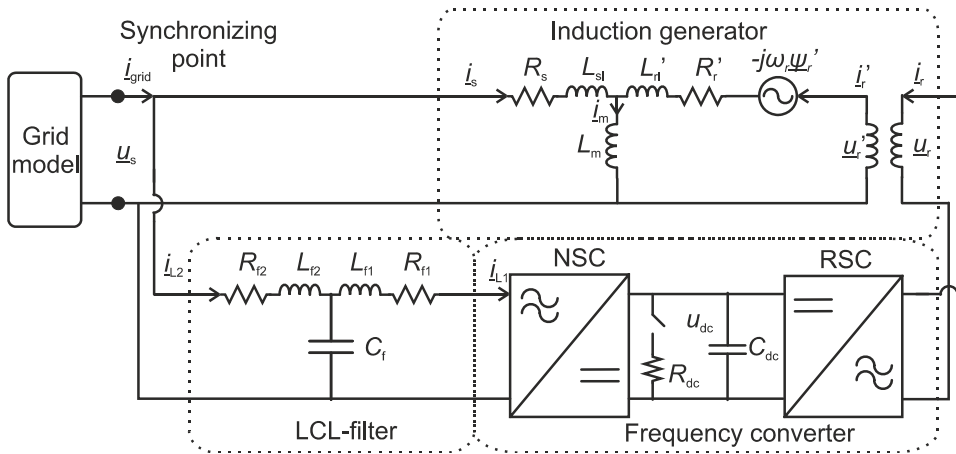 Synchronizing
point
Induction generator
i_grid
i_s
R_s
L_sl
L_rl'
R_r'
-jω_rψ_r'
i_r'
i_r
Grid
model
u_s
i_m
L_m
u_r'
u_r
i_L2
R_f2
L_f2
L_f1
R_f1
i_L1
NSC
RSC
C_f
u_dc
R_dc
C_dc
LCL-filter
Frequency converter